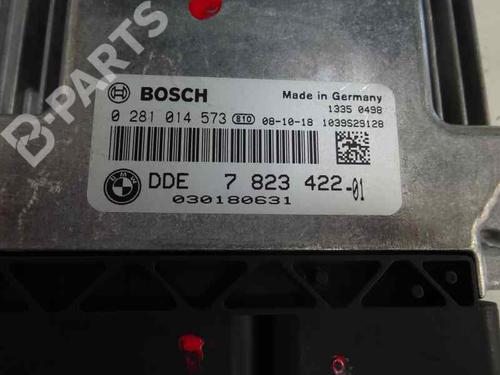 B-PARTS
BOSCH
Made in Germany
1335 0498
0 281 014 573 810 08-10-18 1039S29128
BMW
DDE 7 823 422-01
030180631